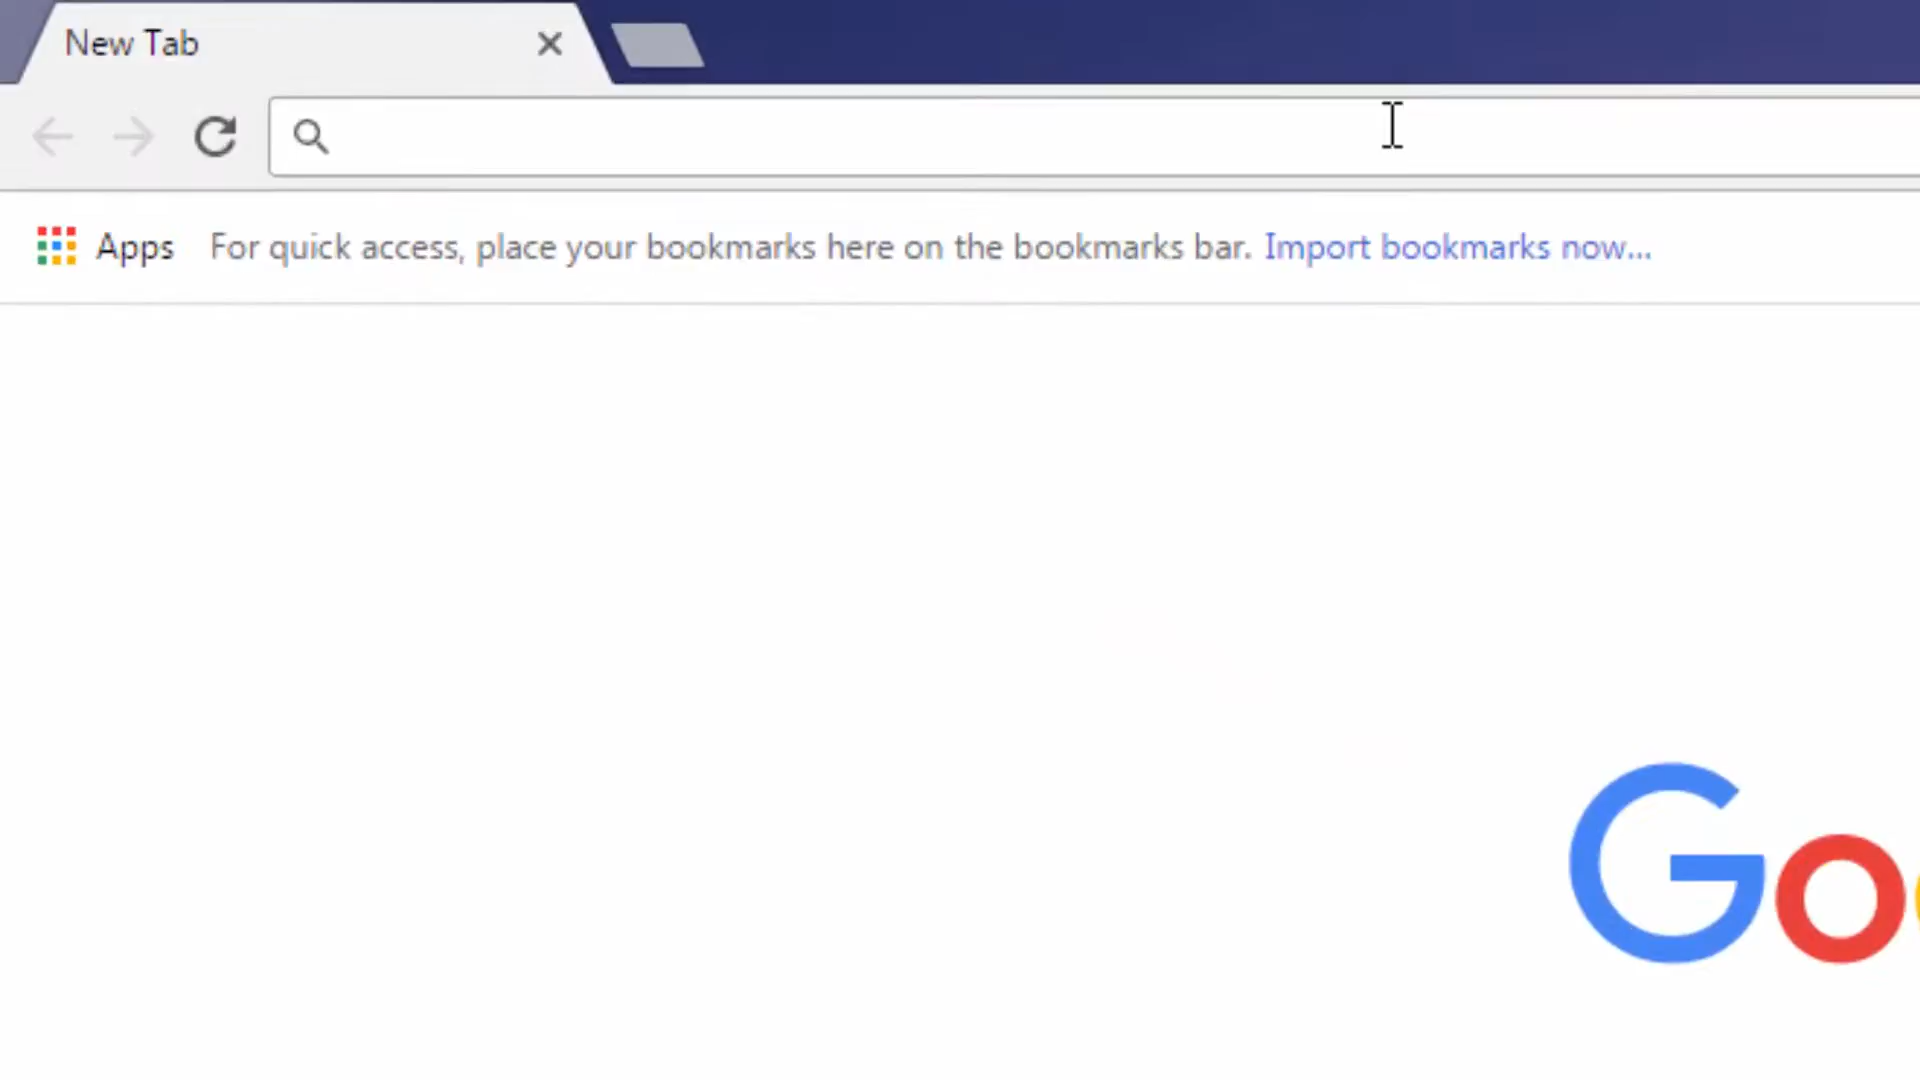 New Tab
Apps For quick access, place your bookmarks here on the bookmarks bar. Import bookmarks now...
Go